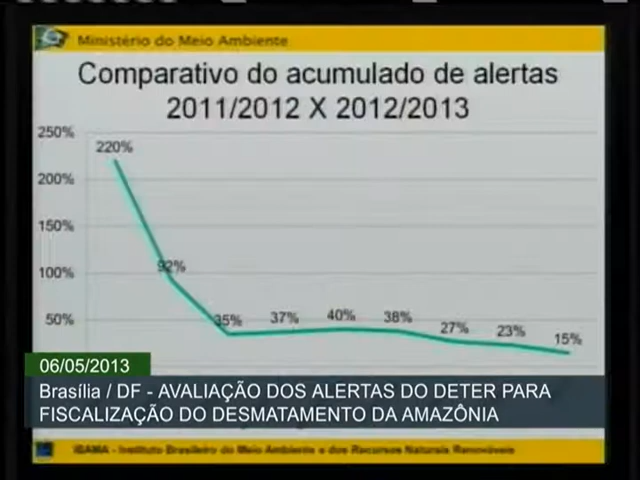 Ministério do Meio Ambiente
Comparativo do acumulado de alertas
2011/2012 X 2012/2013
250%
220%
200%
150%
100%
92%
50%
35%
37%
40%
38%
27%
23%
15%
06/05/2013
Brasília / DF - AVALIAÇÃO DOS ALERTAS DO DETER PARA
FISCALIZAÇÃO DO DESMATAMENTO DA AMAZÔNIA
IBAMA - Instituto Brasileiro do Meio Ambiente e dos Recursos Naturais Renováveis